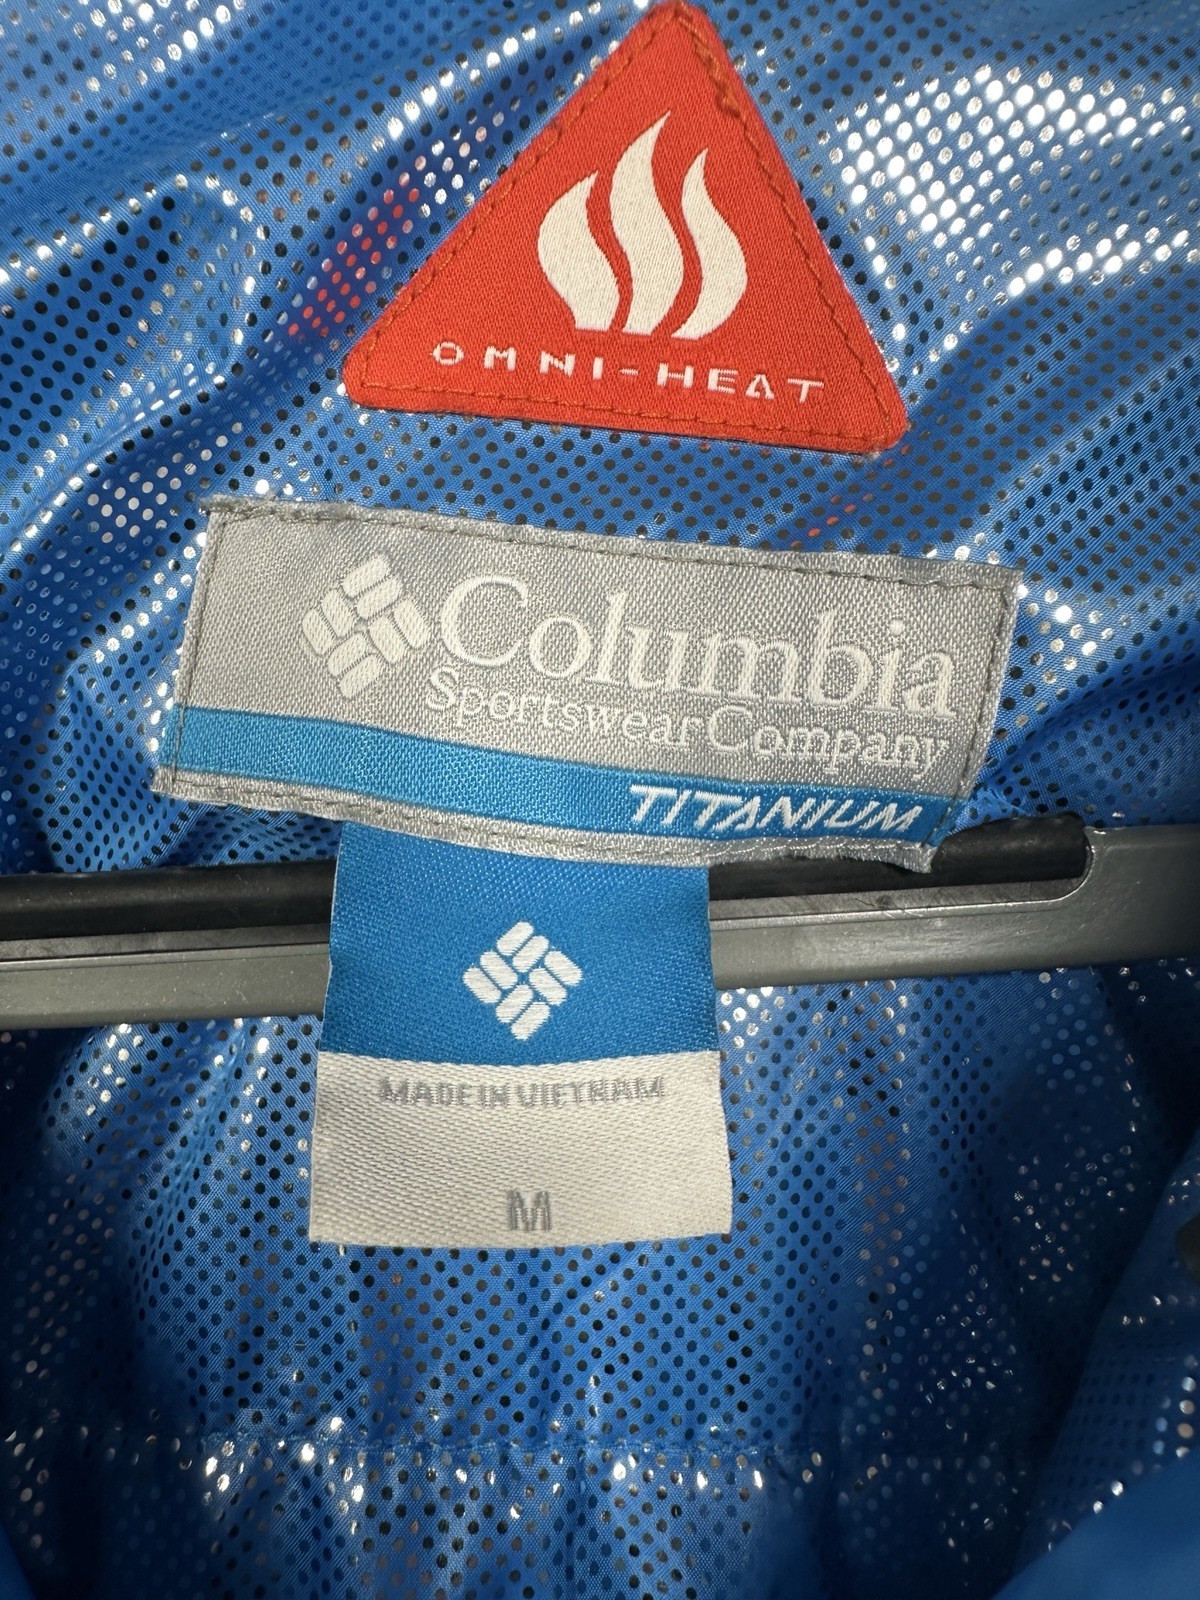 OMNI-HEAT
Columbia
Sportswear Company
TITANIUM
MADE IN VIETNAM
M